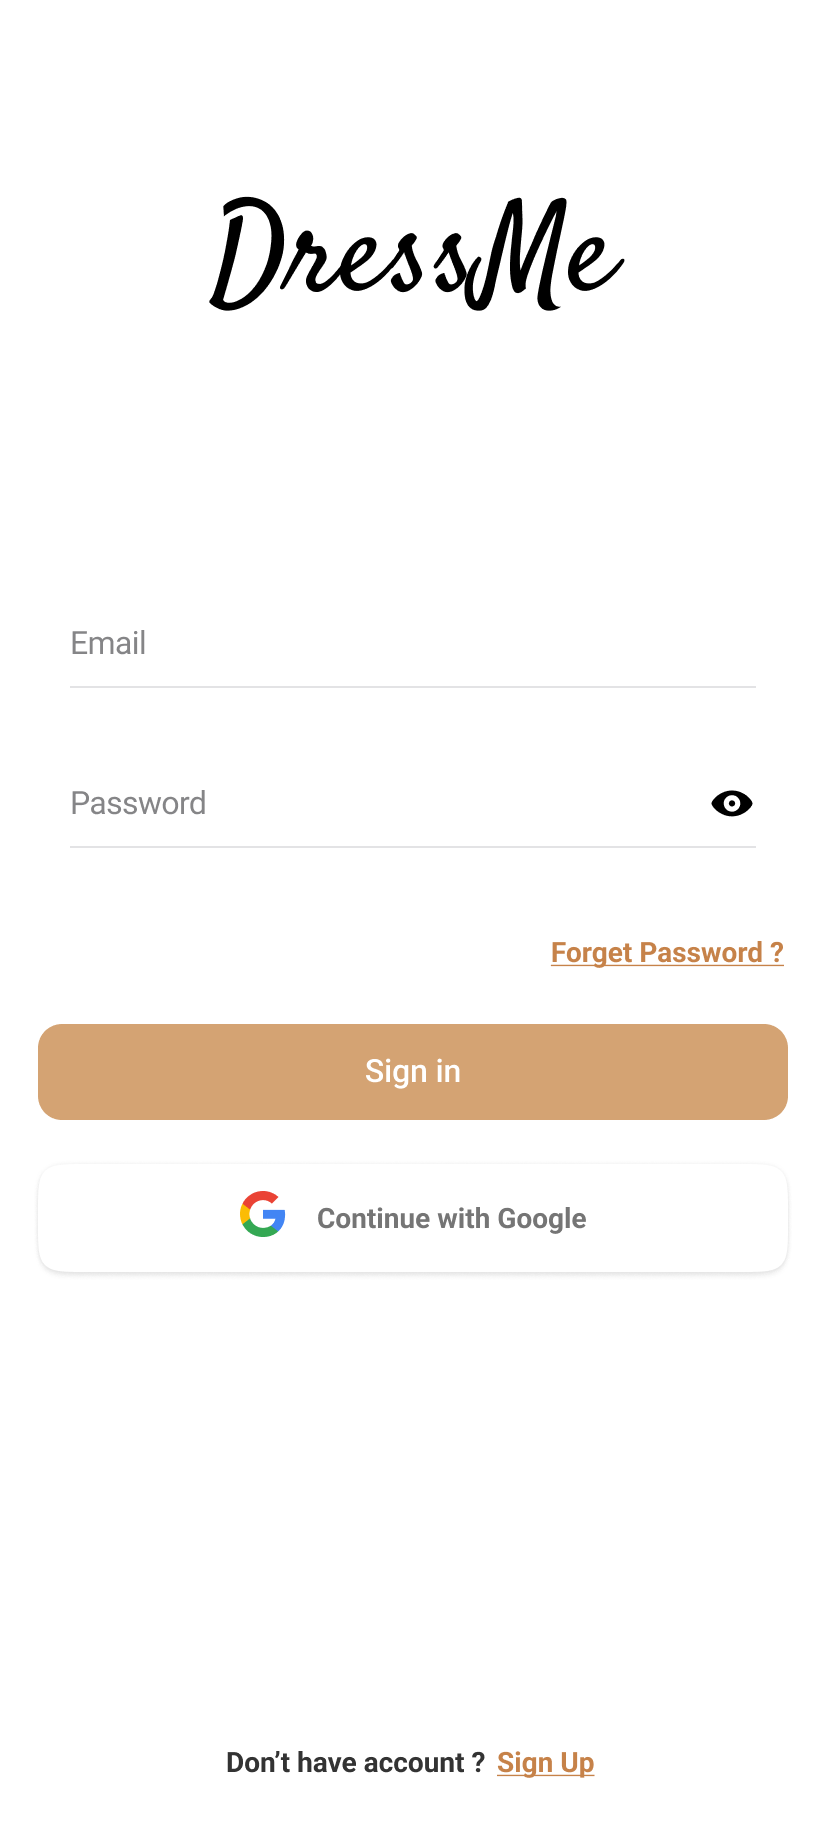 DressMe
Email
Password
Forget Password ?
Sign in
Continue with Google
Don’t have account ? Sign Up